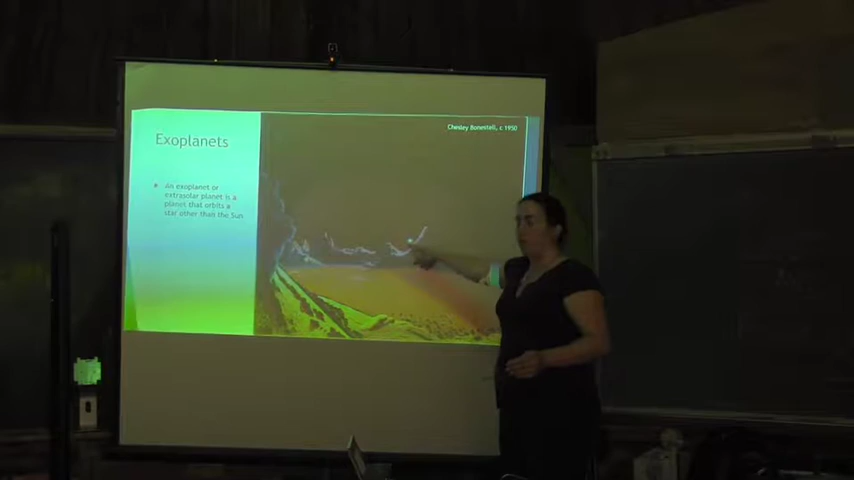 Chesley Bonestell, c 1950
Exoplanets
An exoplanet or
extrasolar planet is a
planet that orbits a
star other than the Sun